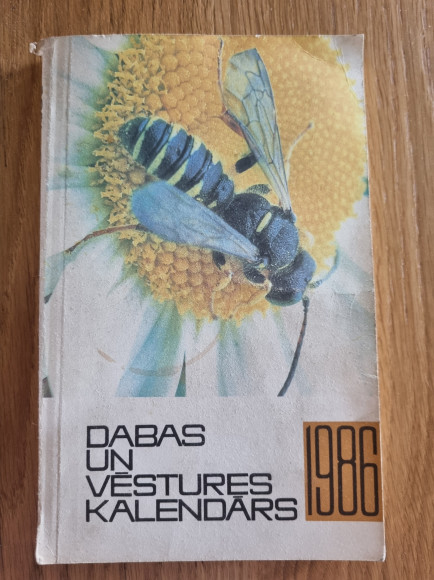 DABAS
UN
VĒSTURES
KALENDĀRS
1986